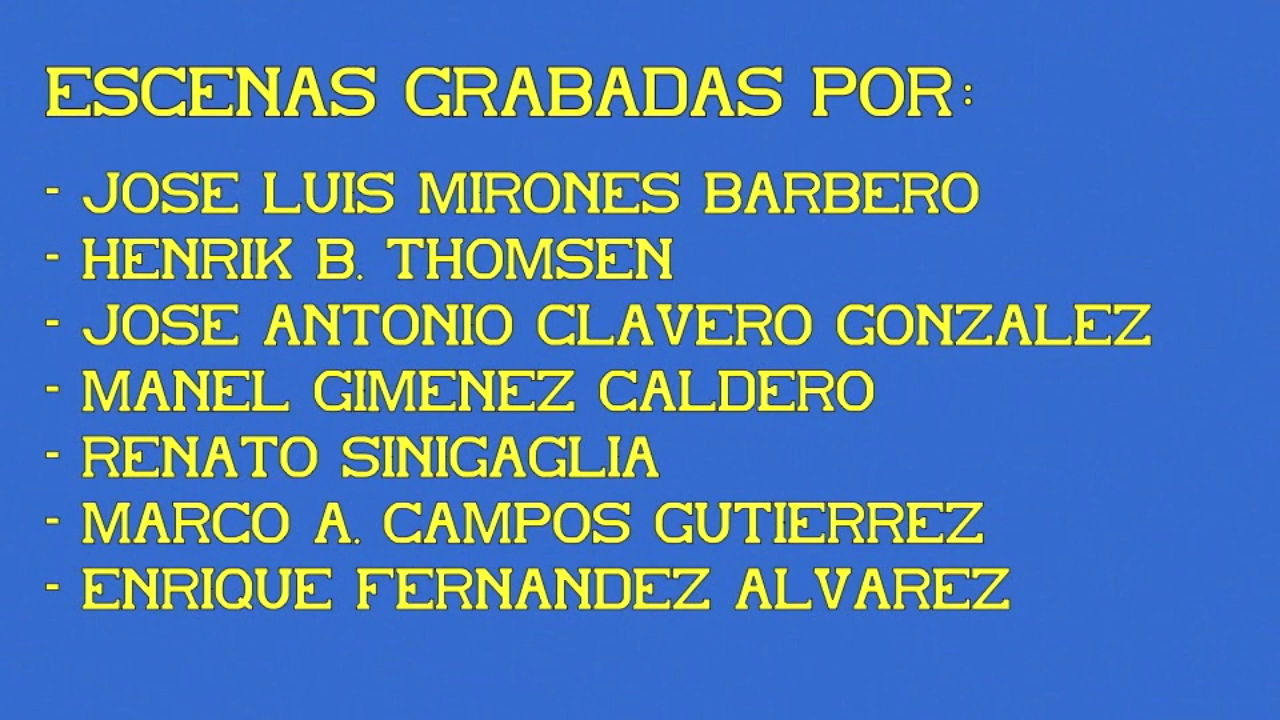 ESCENAS GRABADAS POR:
- JOSE LUIS MIRONES BARBERO
- HENRIK B. THOMSEN
- JOSE ANTONIO CLAVERO GONZALEZ
- MANEL GIMENEZ CALDERO
- RENATO SINIGAGLIA
- MARCO A. CAMPOS GUTIERREZ
- ENRIQUE FERNANDEZ ALVAREZ